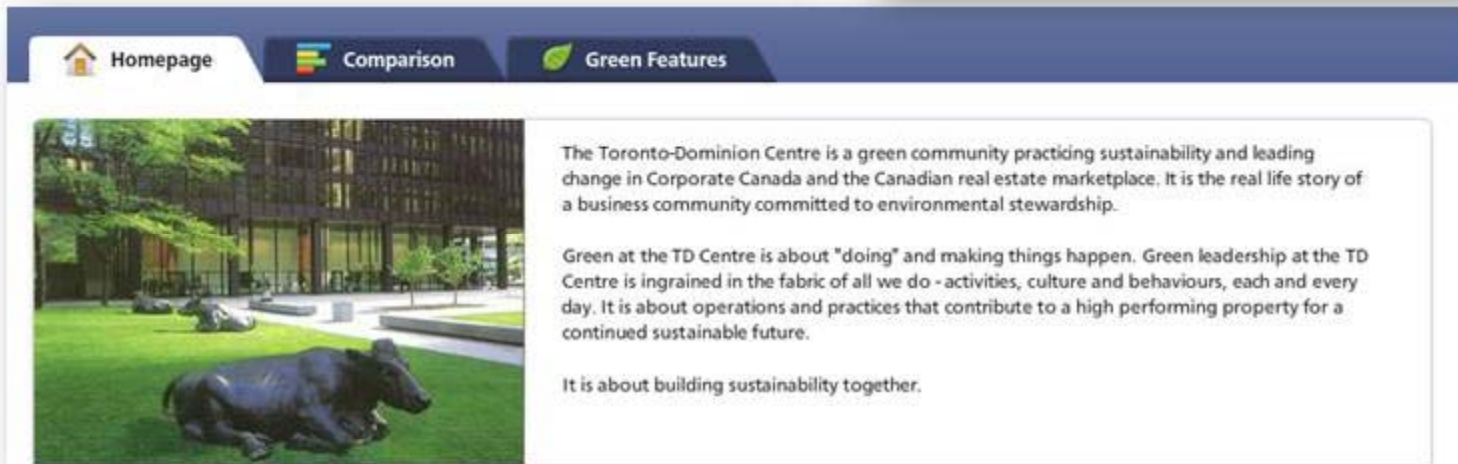 Homepage
Comparison
Green Features
The Toronto-Dominion Centre is a green community practicing sustainability and leading
change in Corporate Canada and the Canadian real estate marketplace. It is the real life story of
a business community committed to environmental stewardship.
Green at the TD Centre is about "doing" and making things happen. Green leadership at the TD
Centre is ingrained in the fabric of all we do - activities, culture and behaviours, each and every
day. It is about operations and practices that contribute to a high performing property for a
continued sustainable future.
It is about building sustainability together.